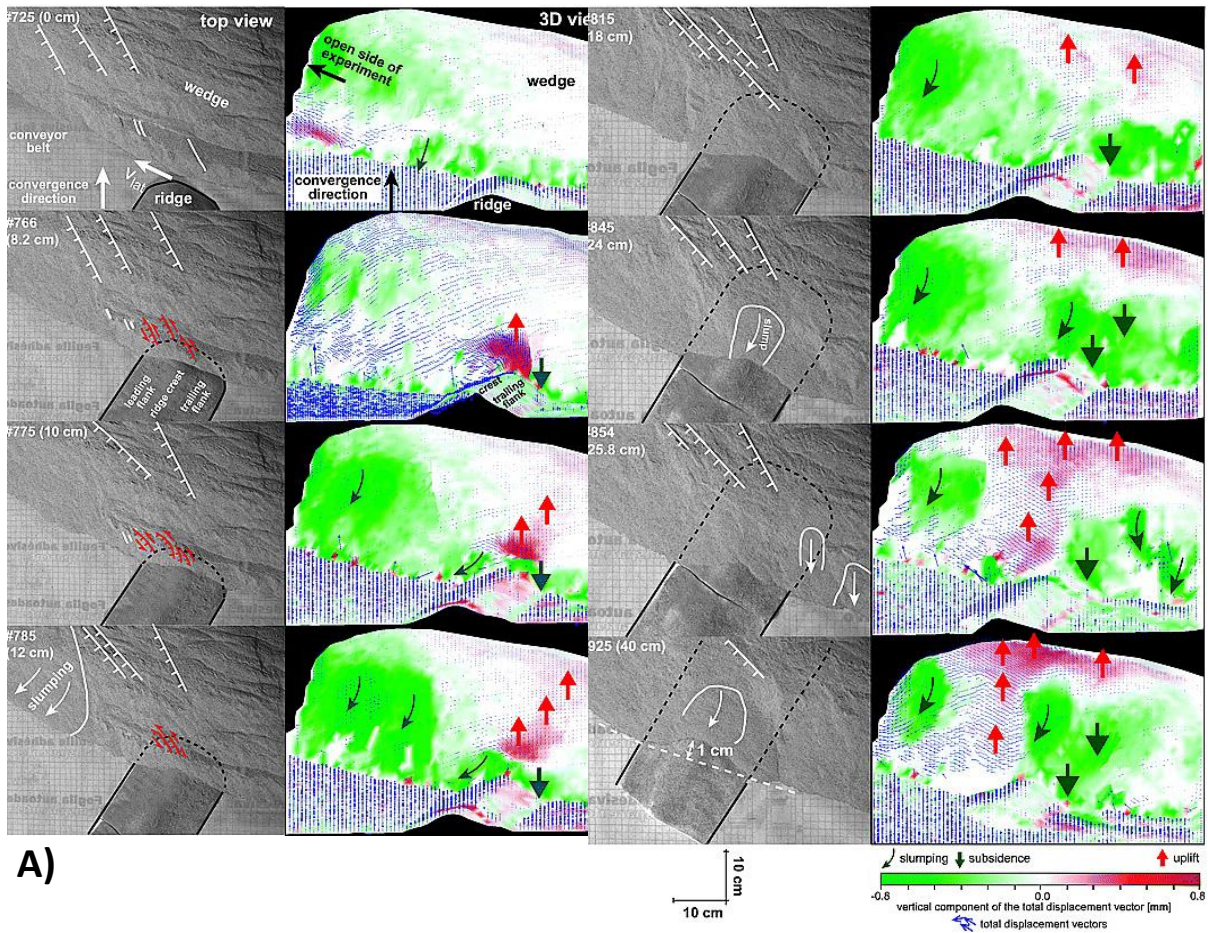 #725 (0 cm)
top view
wedge
conveyor
belt
convergence
direction
Vlat
ridge
3D vie
open side of
experiment
wedge
convergence
direction
ridge
#766
(8.2 cm)
leading
flank
ridge crest
trailing
flank
crest
trailing
flank
#775 (10 cm)
#785
(12 cm)
slumping
815
18 cm)
Foglia autoa
#845
24 cm)
slump
#854
25.8 cm)
925 (40 cm)
1 cm
A)
10 cm
10 cm
slumping
subsidence
uplift
-0.8
0.0
0.8
vertical component of the total displacement vector [mm]
total displacement vectors